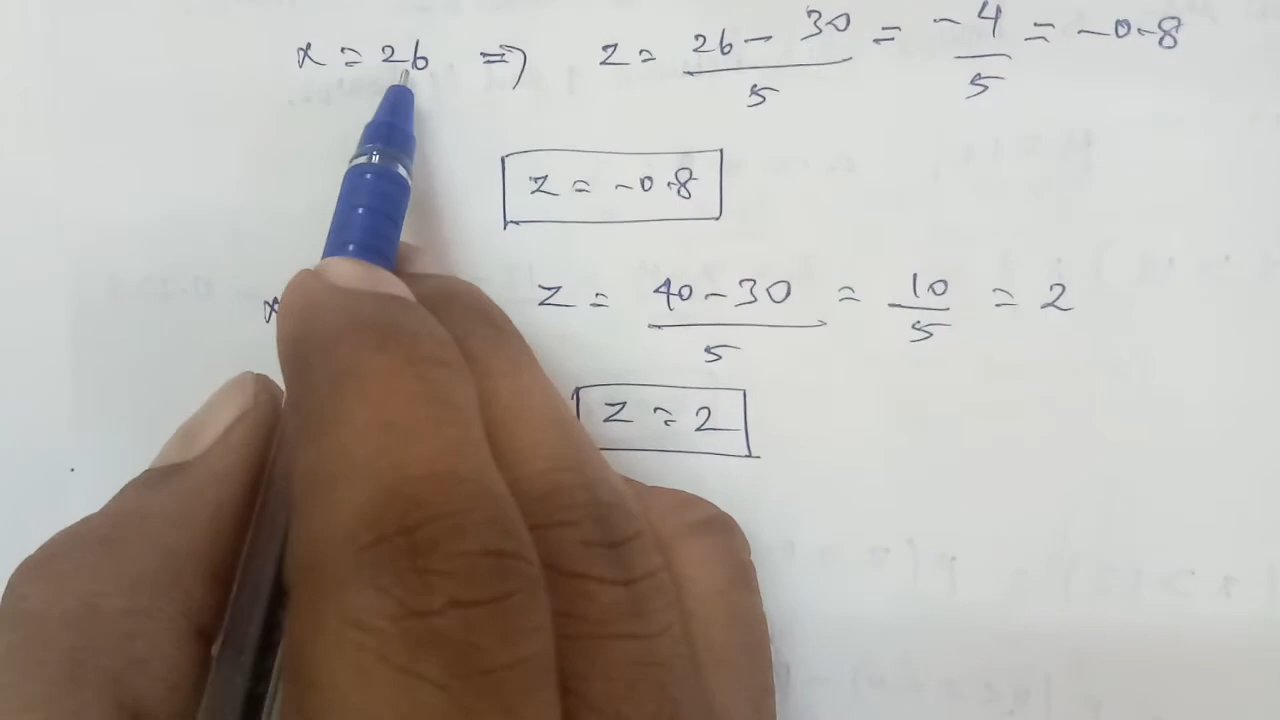 x = 26 => z = 26 - 30 / 5 = -4 / 5 = -0.8
z = -0.8
x z = 40 - 30 / 5 = 10 / 5 = 2
z = 2